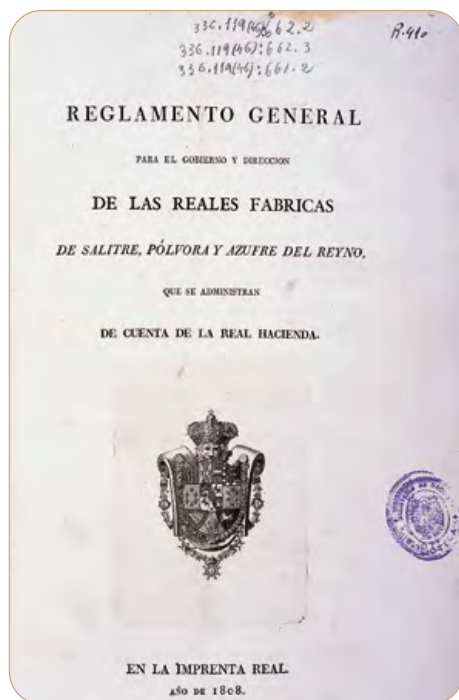 336.119(46):662.2
336.119(46):662.3
336.119(46):661.2
R-410
REGLAMENTO GENERAL
PARA EL GOBIERNO Y DIRECCION
DE LAS REALES FABRICAS
DE SALITRE, PÓLVORA Y AZUFRE DEL REYNO,
QUE SE ADMINISTRAN
DE CUENTA DE LA REAL HACIENDA.
EN LA IMPRENTA REAL.
AÑO DE 1808.